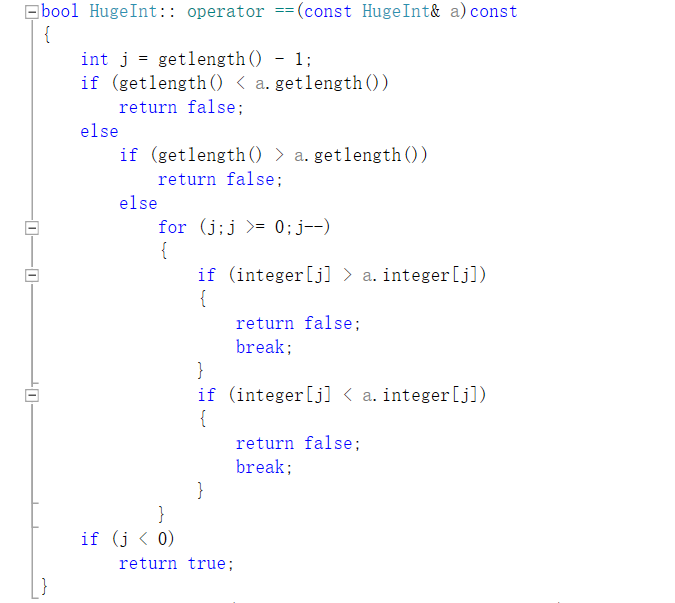 bool HugeInt:: operator ==(const HugeInt& a)const
{
    int j = getlength() - 1;
    if (getlength() < a.getlength())
        return false;
    else
        if (getlength() > a.getlength())
            return false;
        else
            for (j;j >= 0;j--)
            {
                if (integer[j] > a.integer[j])
                {
                    return false;
                    break;
                }
                if (integer[j] < a.integer[j])
                {
                    return false;
                    break;
                }
            }
    if (j < 0)
        return true;
}